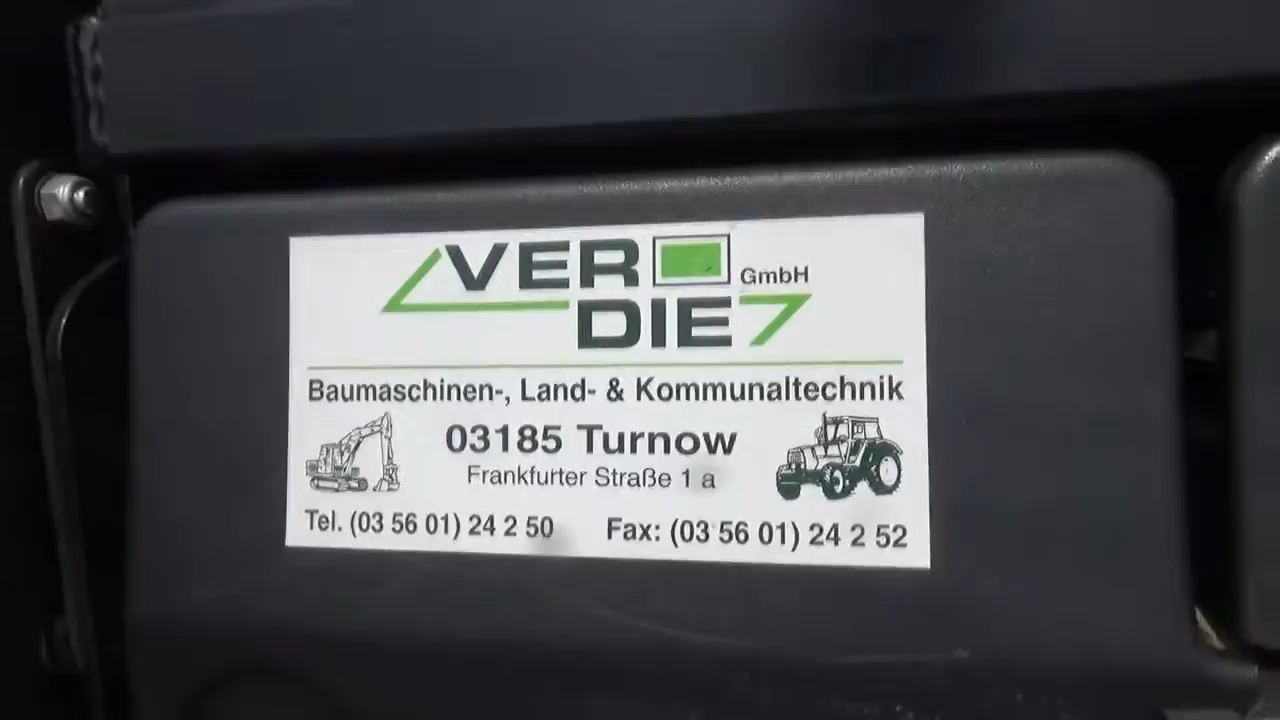 VER GmbH
DIE
Baumaschinen-, Land- & Kommunaltechnik
03185 Turnow
Frankfurter Straße 1 a
Tel. (03 56 01) 24 2 50 Fax: (03 56 01) 24 2 52